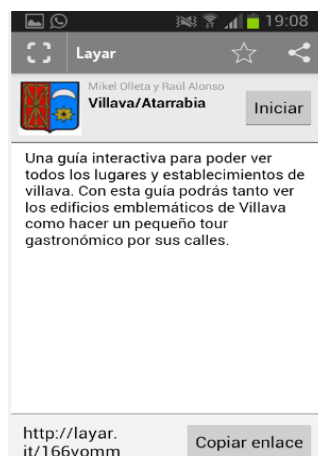 19:08
Layar
Mikel Olleta y Raúl Alonso
Villava/Atarrabia
Iniciar
Una guía interactiva para poder ver
todos los lugares y establecimientos de
villava. Con esta guía podrás tanto ver
los edificios emblemáticos de Villava
como hacer un pequeño tour
gastronómico por sus calles.
http://layar.
it/166vomm
Copiar enlace